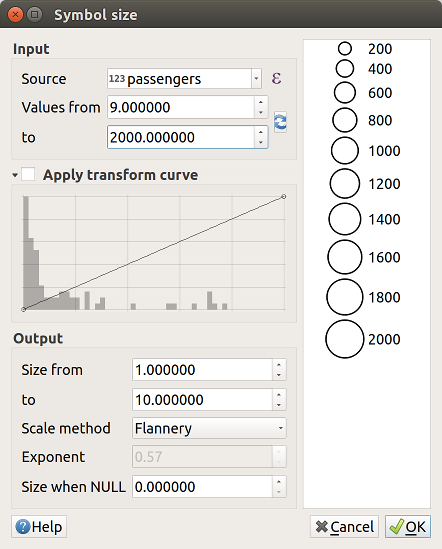 Symbol size
Input
Source 123 passengers ε
Values from 9.000000
to 2000.000000
Apply transform curve
Output
Size from 1.000000
to 10.000000
Scale method Flannery
Exponent 0.57
Size when NULL 0.000000
Help
200
400
600
800
1000
1200
1400
1600
1800
2000
Cancel OK